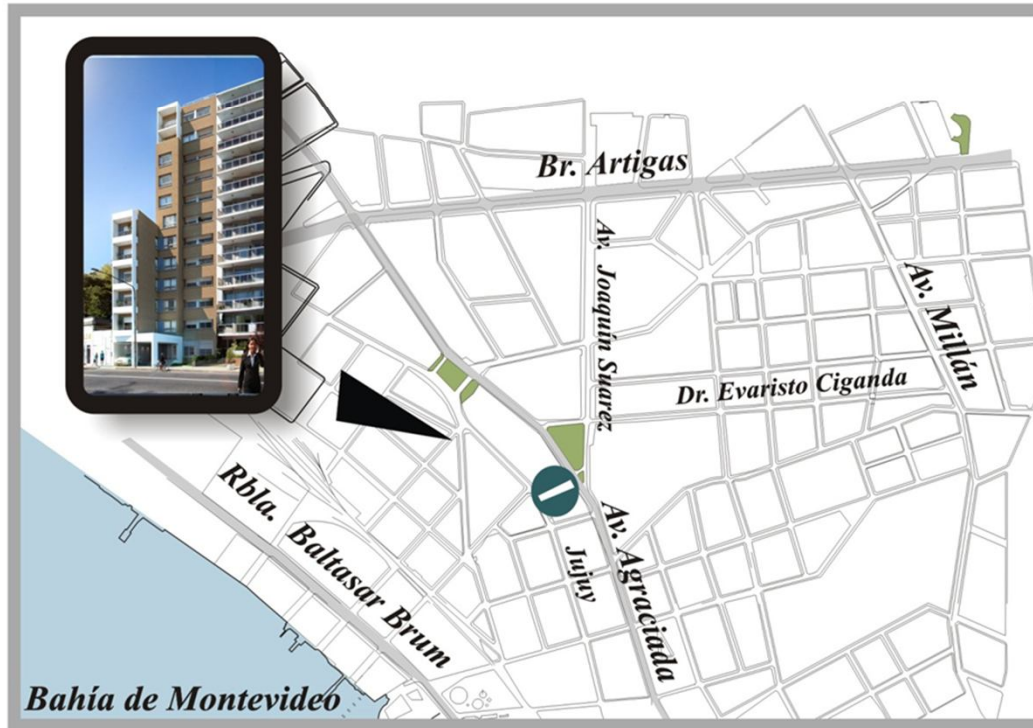 Br. Artigas
Av. Joaquín Suarez
Av. Millán
Dr. Evaristo Ciganda
Rbla. Baltasar Brum
Av. Agraciada
Jujuy
Bahía de Montevideo